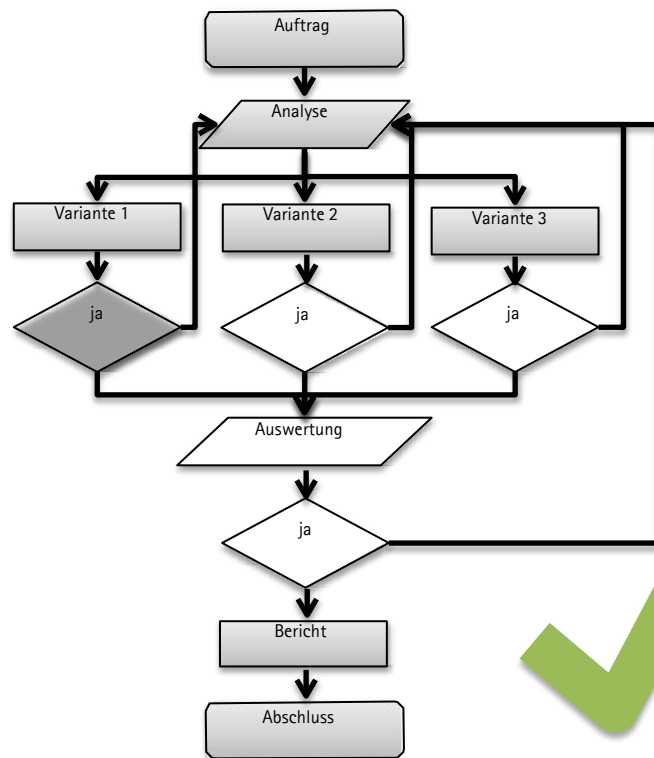 Auftrag
Analyse
Variante 1
Variante 2
Variante 3
ja
ja
ja
Auswertung
ja
Bericht
Abschluss